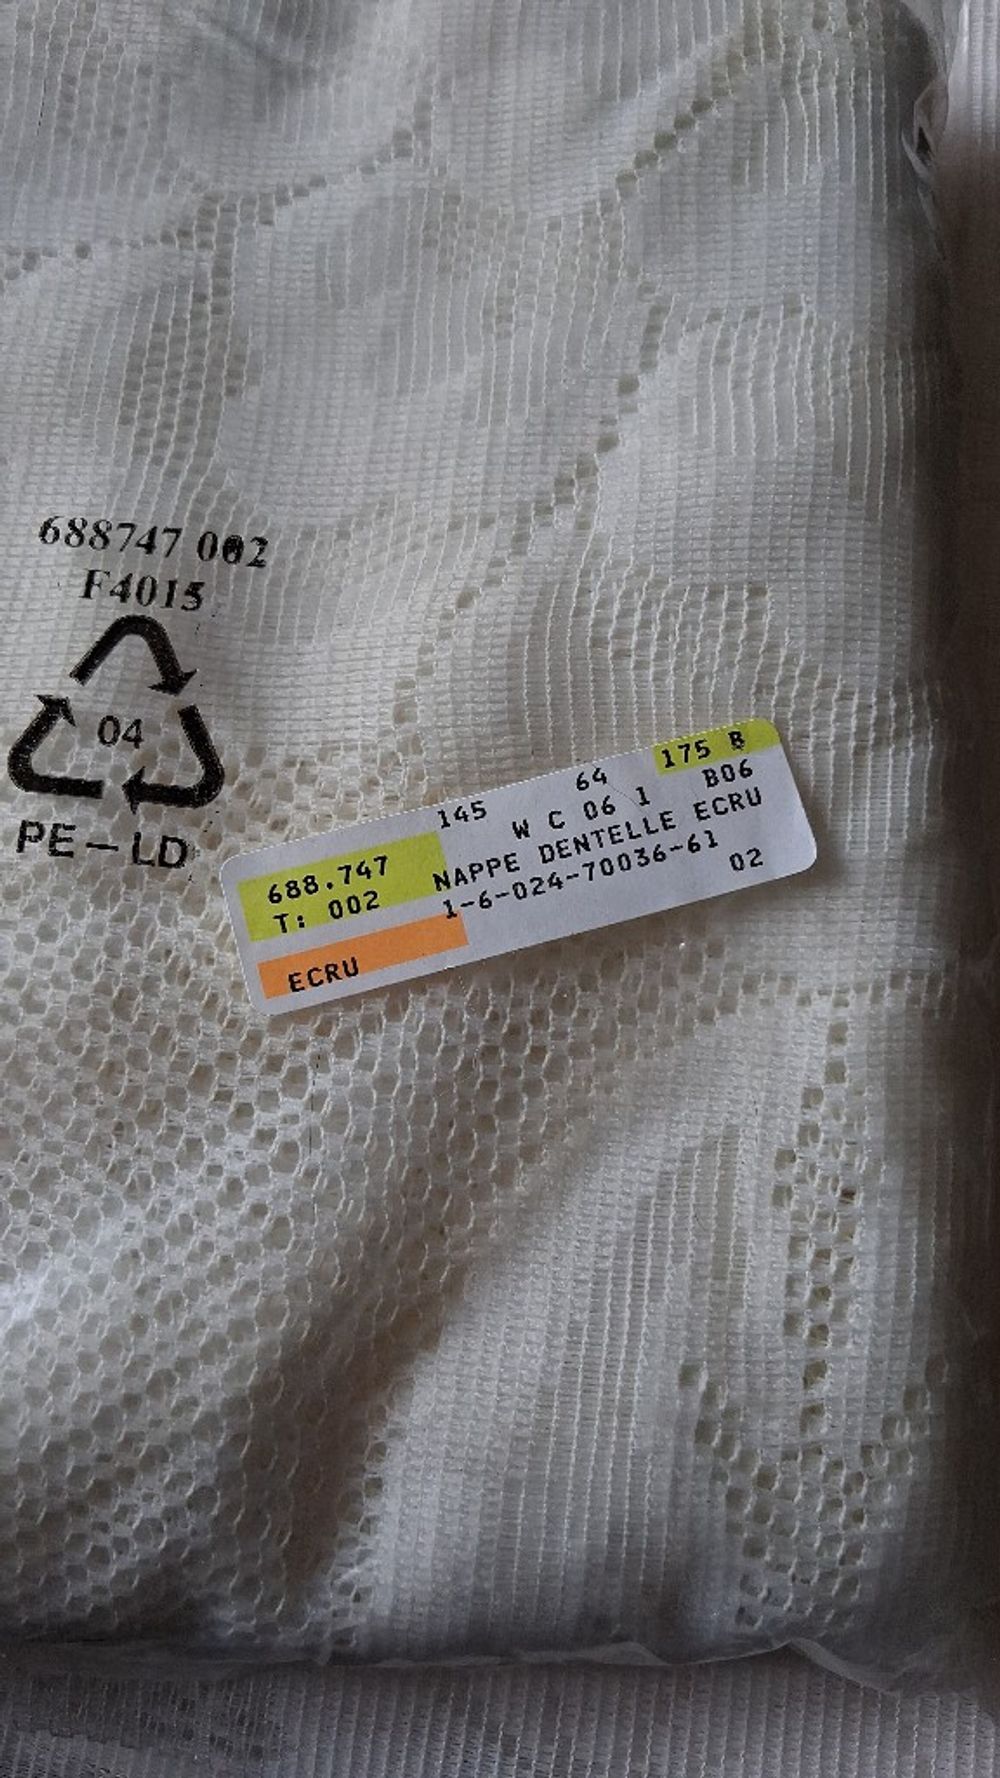 688747 002
F4015
04
PE-LD
145 64 175 B
W C 06 1 B06
688.747 NAPPE DENTELLE ECRU
T: 002 1-6-024-70036-61
02
ECRU